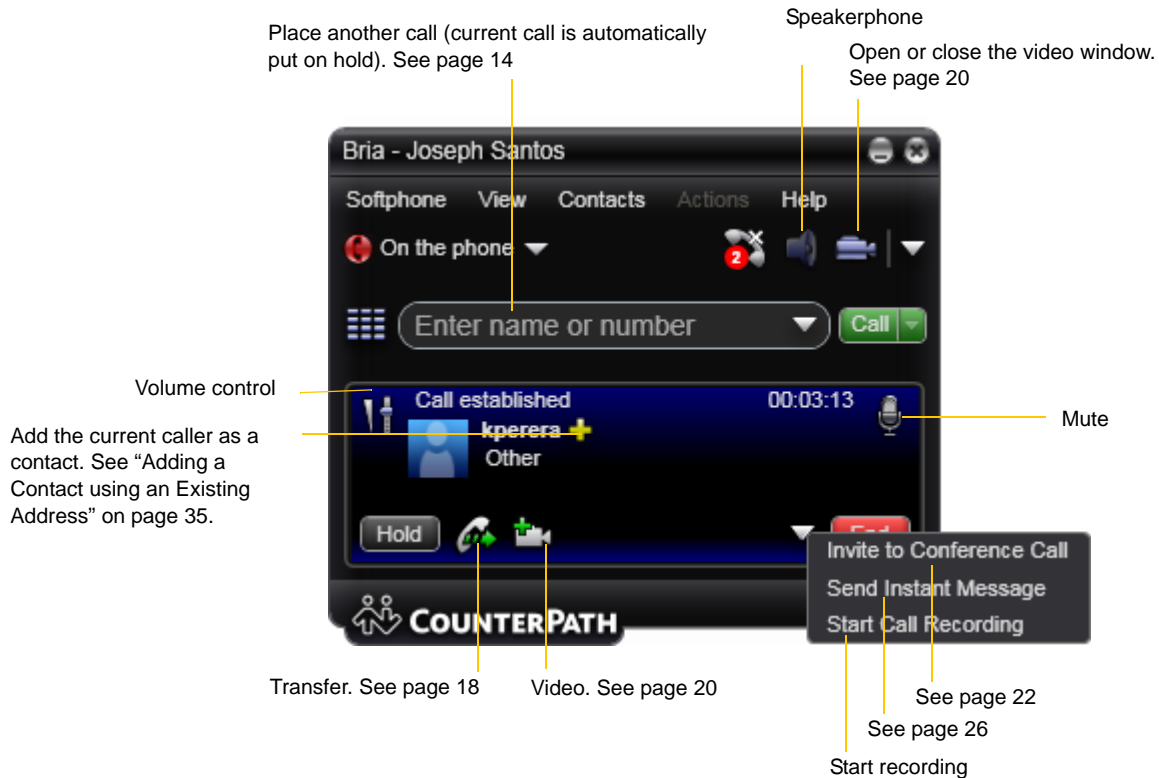 Speakerphone
Place another call (current call is automatically
put on hold). See page 14
Open or close the video window.
See page 20
Bria - Joseph Santos
Softphone View Contacts Actions Help
On the phone
2
Enter name or number
Call
Volume control
Call established
00:03:13
kperera
Other
Mute
Add the current caller as a
contact. See “Adding a
Contact using an Existing
Address” on page 35.
Hold
End
Invite to Conference Call
Send Instant Message
Start Call Recording
COUNTERPATH
Transfer. See page 18
Video. See page 20
See page 22
See page 26
Start recording